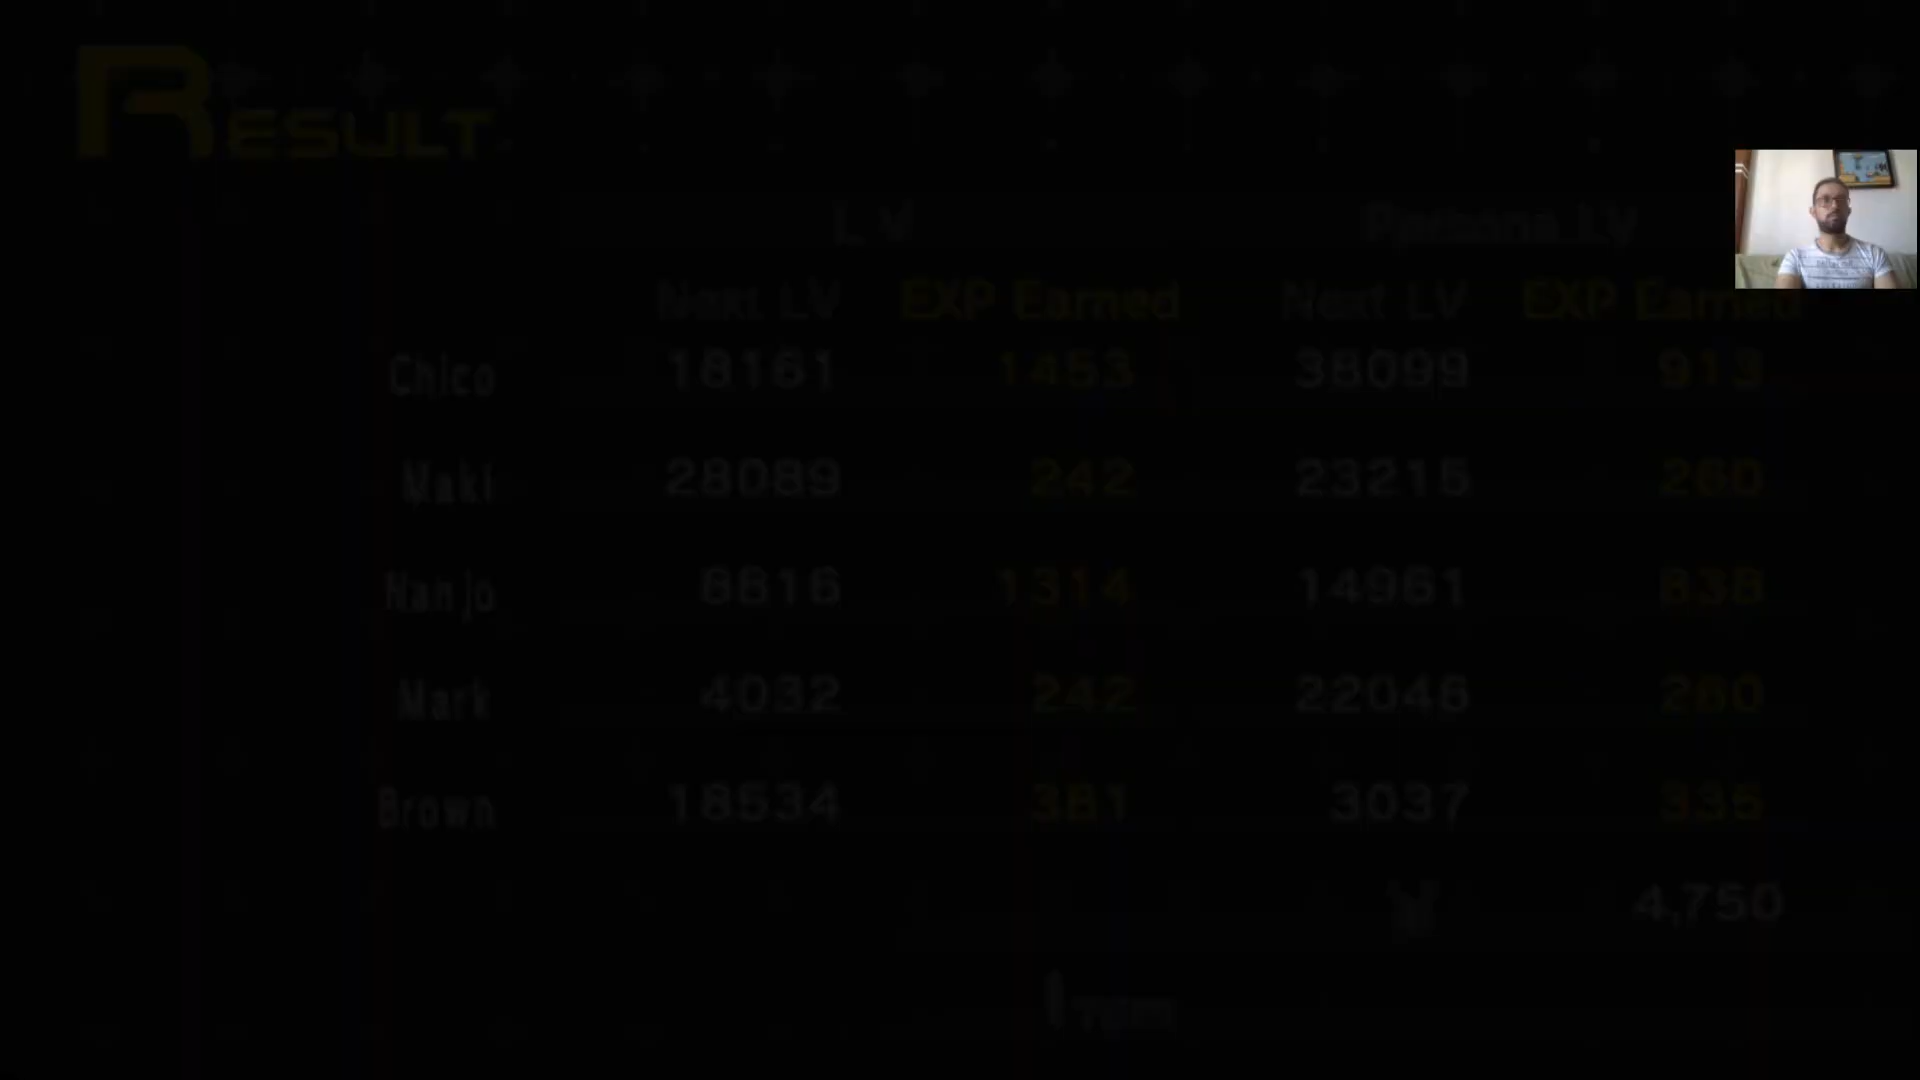 RESULT
LV Persona LV
Next LV EXP Earned Next LV EXP Earned
Chico 18161 1453 38099 913
Maki 28089 242 23215 260
Nanjo 8816 1314 14961 838
Mark 4032 242 22046 260
Brown 18534 381 3037 335
¥ 4,750
Item